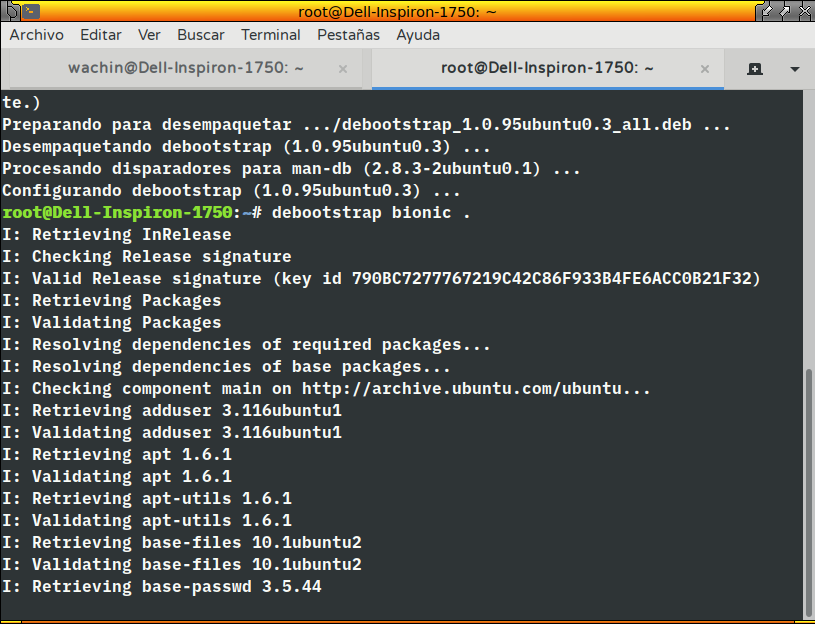 root@Dell-Inspiron-1750: ~
Archivo Editar Ver Buscar Terminal Pestañas Ayuda
wachin@Dell-Inspiron-1750: ~ × root@Dell-Inspiron-1750: ~ ×
te.)
Preparando para desempaquetar .../debootstrap_1.0.95ubuntu0.3_all.deb ...
Desempaquetando debootstrap (1.0.95ubuntu0.3) ...
Procesando disparadores para man-db (2.8.3-2ubuntu0.1) ...
Configurando debootstrap (1.0.95ubuntu0.3) ...
root@Dell-Inspiron-1750:~# debootstrap bionic .
I: Retrieving InRelease
I: Checking Release signature
I: Valid Release signature (key id 790BC7277767219C42C86F933B4FE6ACC0B21F32)
I: Retrieving Packages
I: Validating Packages
I: Resolving dependencies of required packages...
I: Resolving dependencies of base packages...
I: Checking component main on http://archive.ubuntu.com/ubuntu...
I: Retrieving adduser 3.116ubuntu1
I: Validating adduser 3.116ubuntu1
I: Retrieving apt 1.6.1
I: Validating apt 1.6.1
I: Retrieving apt-utils 1.6.1
I: Validating apt-utils 1.6.1
I: Retrieving base-files 10.1ubuntu2
I: Validating base-files 10.1ubuntu2
I: Retrieving base-passwd 3.5.44